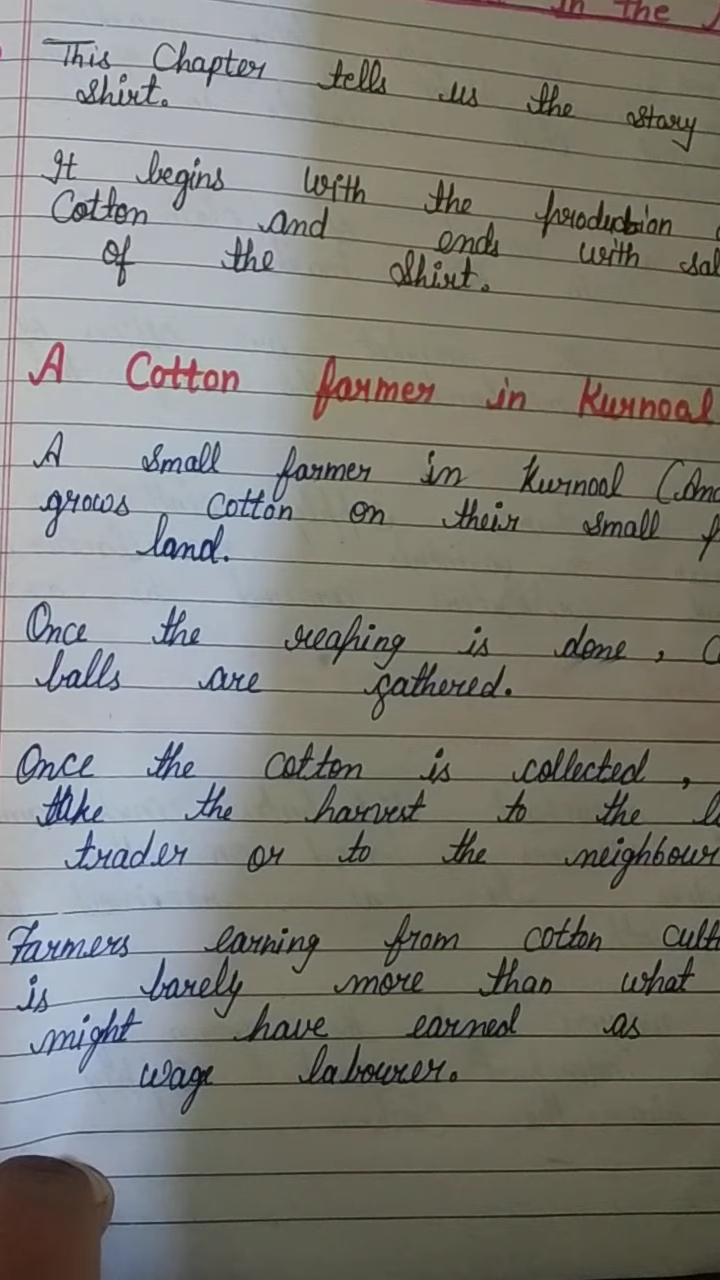 in the
This Chapter tells us the story
Shirt.
It begins with the production
Cotton and ends with
of the Shirt.
A Cotton farmer in Kurnoal
A small farmer in Kurnool
grows cotton on their small
land.
Once the reaping is done,
balls are gathered.
Once the cotton is collected,
take the harvest to the
trader or to the
Farmers earning from cotton
is barely more than what
might have earned as
wage labourer.